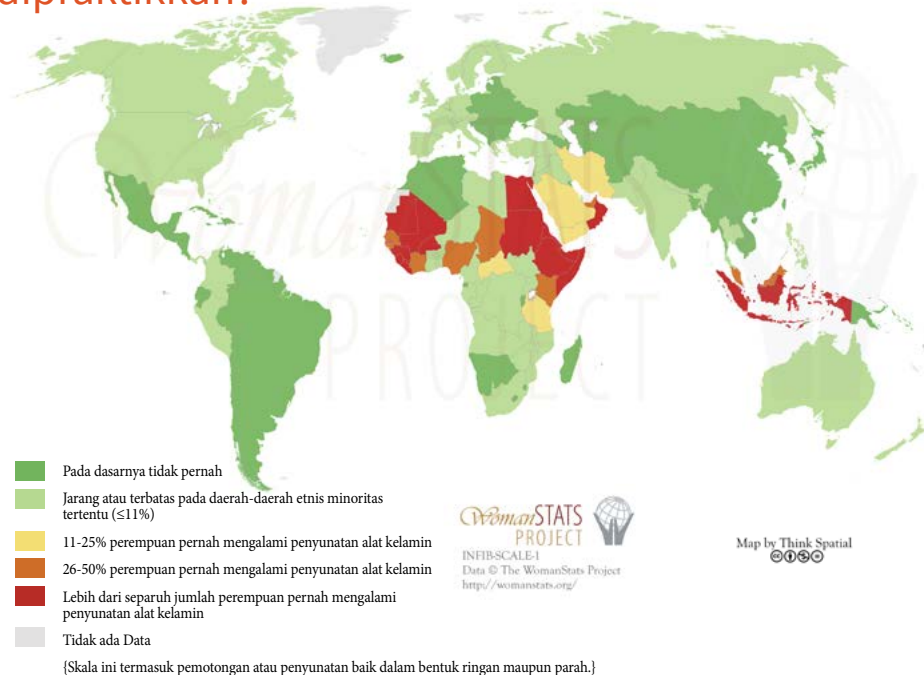 dipraktikkan?
WomanSTATS
PROJECT
Pada dasarnya tidak pernah
Jarang atau terbatas pada daerah-daerah etnis minoritas
tertentu (≤11%)
11-25% perempuan pernah mengalami penyunatan alat kelamin
26-50% perempuan pernah mengalami penyunatan alat kelamin
Lebih dari separuh jumlah perempuan pernah mengalami
penyunatan alat kelamin
Tidak ada Data
{Skala ini termasuk pemotongan atau penyunatan baik dalam bentuk ringan maupun parah.}
WomanSTATS
PROJECT
INFIB-SCALE-1
Data © The WomanStats Project
http://womanstats.org/
Map by Think Spatial